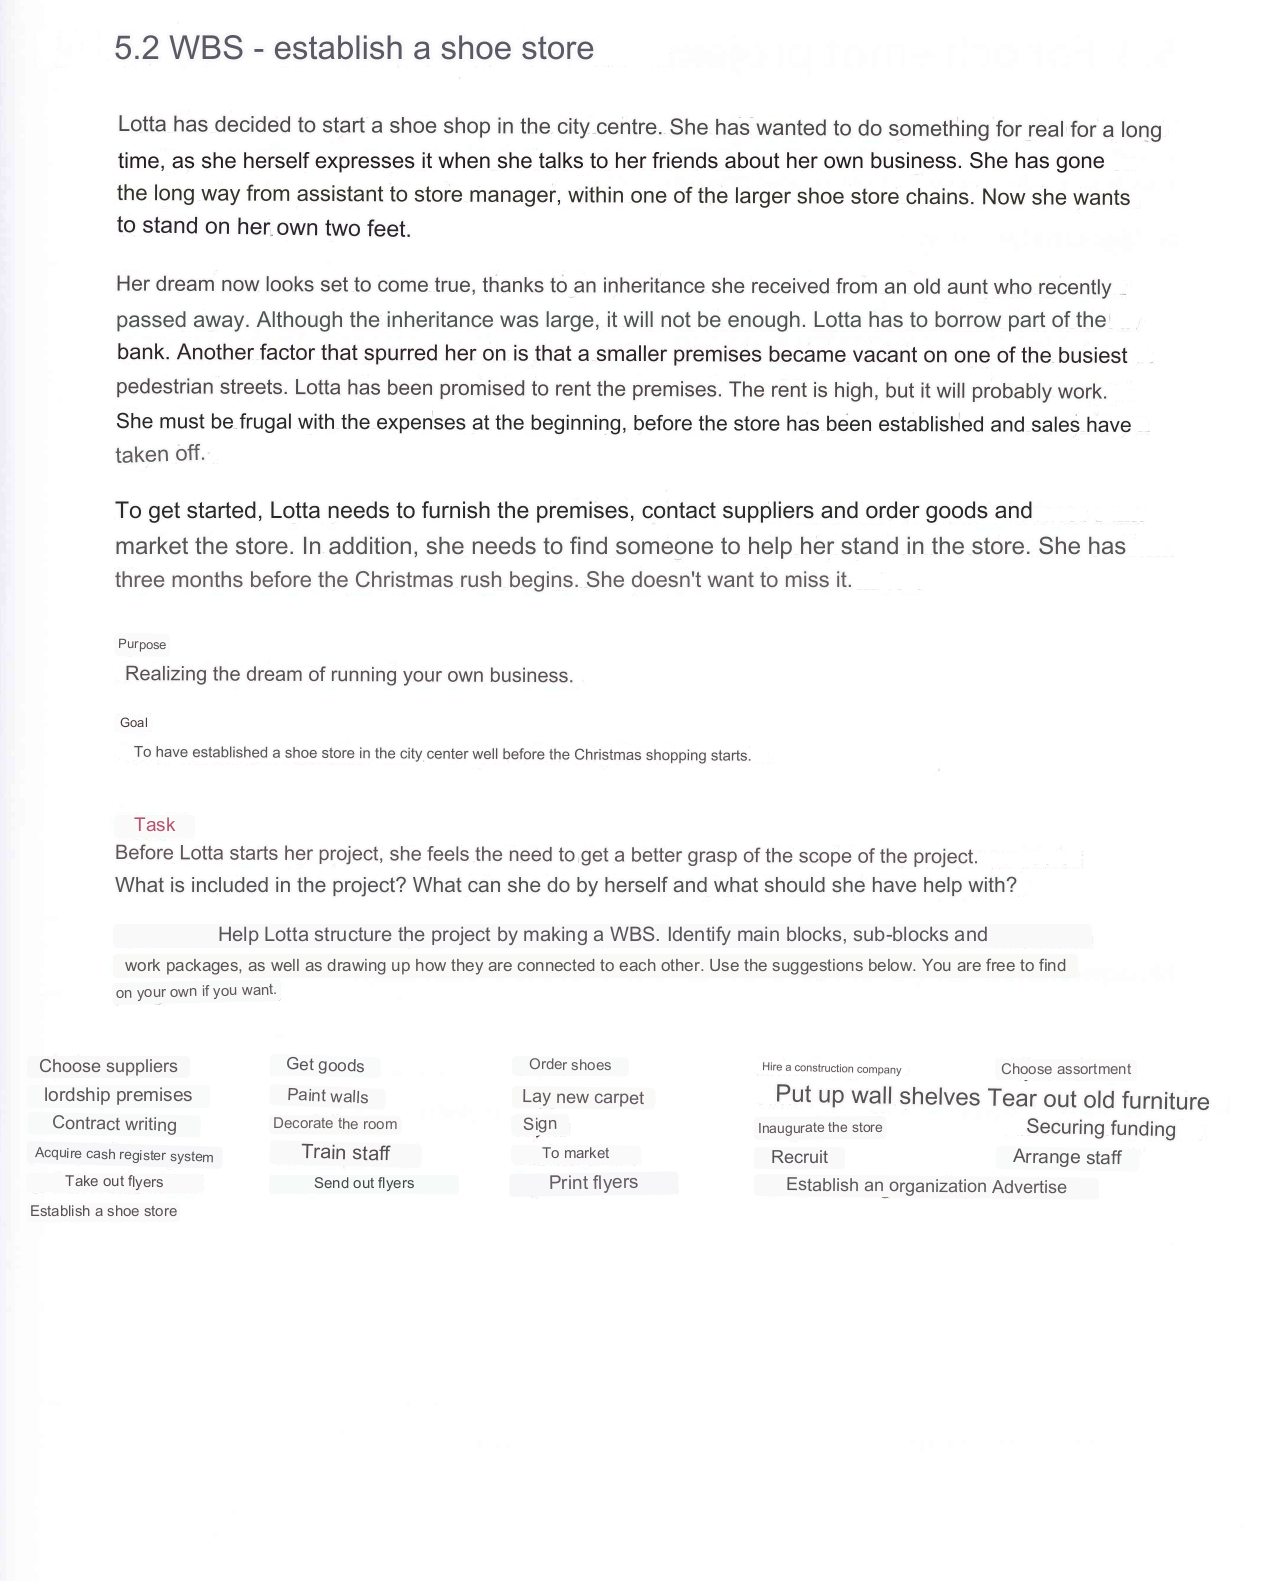 5.2 WBS - establish a shoe store
Lotta has decided to start a shoe shop in the city centre. She has wanted to do something for real for a long
time, as she herself expresses it when she talks to her friends about her own business. She has gone
the long way from assistant to store manager, within one of the larger shoe store chains. Now she wants
to stand on her own two feet.
Her dream now looks set to come true, thanks to an inheritance she received from an old aunt who recently
passed away. Although the inheritance was large, it will not be enough. Lotta has to borrow part of the
bank. Another factor that spurred her on is that a smaller premises became vacant on one of the busiest
pedestrian streets. Lotta has been promised to rent the premises. The rent is high, but it will probably work.
She must be frugal with the expenses at the beginning, before the store has been established and sales have
taken off.
To get started, Lotta needs to furnish the premises, contact suppliers and order goods and
market the store. In addition, she needs to find someone to help her stand in the store. She has
three months before the Christmas rush begins. She doesn't want to miss it.
Purpose
Realizing the dream of running your own business.
Goal
To have established a shoe store in the city center well before the Christmas shopping starts.
Task
Before Lotta starts her project, she feels the need to get a better grasp of the scope of the project.
What is included in the project? What can she do by herself and what should she have help with?
Help Lotta structure the project by making a WBS. Identify main blocks, sub-blocks and
work packages, as well as drawing up how they are connected to each other. Use the suggestions below. You are free to find
on your own if you want.
Choose suppliers Get goods Order shoes Hire a construction company Choose assortment
lordship premises Paint walls Lay new carpet Put up wall shelves Tear out old furniture
Contract writing Decorate the room Sign Inaugurate the store Securing funding
Acquire cash register system Train staff To market Recruit Arrange staff
Take out flyers Send out flyers Print flyers Establish an organization Advertise
Establish a shoe store